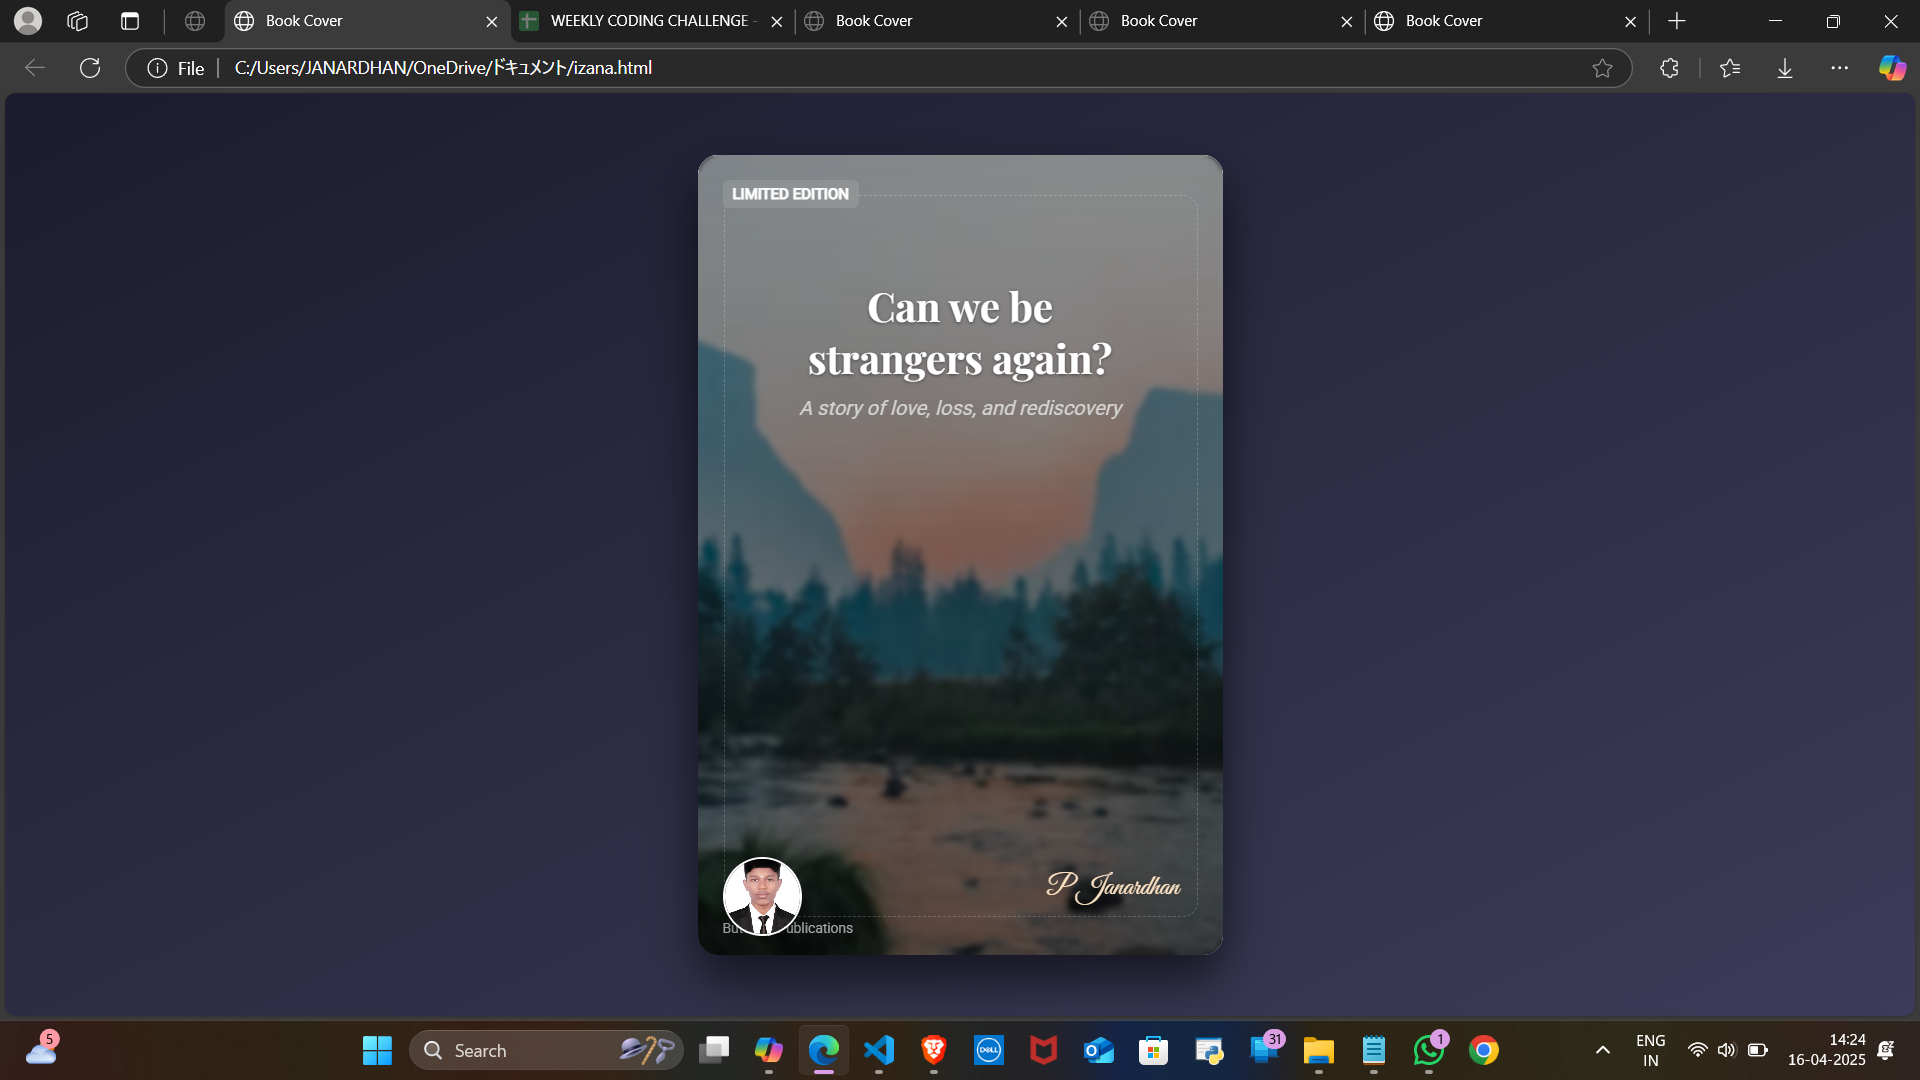 Book Cover
WEEKLY CODING CHALLENGE -
Book Cover
Book Cover
Book Cover
File
C:/Users/JANARDHAN/OneDrive/ドキュメント/izana.html
LIMITED EDITION
Can we be
strangers again?
A story of love, loss, and rediscovery
P Janardhan
ublications
5
Search
DELL
31
1
ENG
IN
14:24
16-04-2025